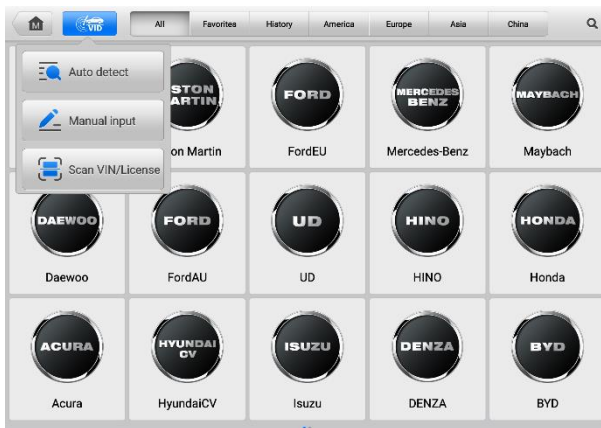 M VID All Favorites History America Europe Asia China
Auto detect
Manual input
Scan VIN/License
STON
ARTIN
on Martin
FORD
FordEU
MERCEDES
BENZ
Mercedes-Benz
MAYBACH
Maybach
DAEWOO
Daewoo
FORD
FordAU
UD
UD
HINO
HINO
HONDA
Honda
ACURA
Acura
HYUNDAI
CV
HyundaiCV
ISUZU
Isuzu
DENZA
DENZA
BYD
BYD